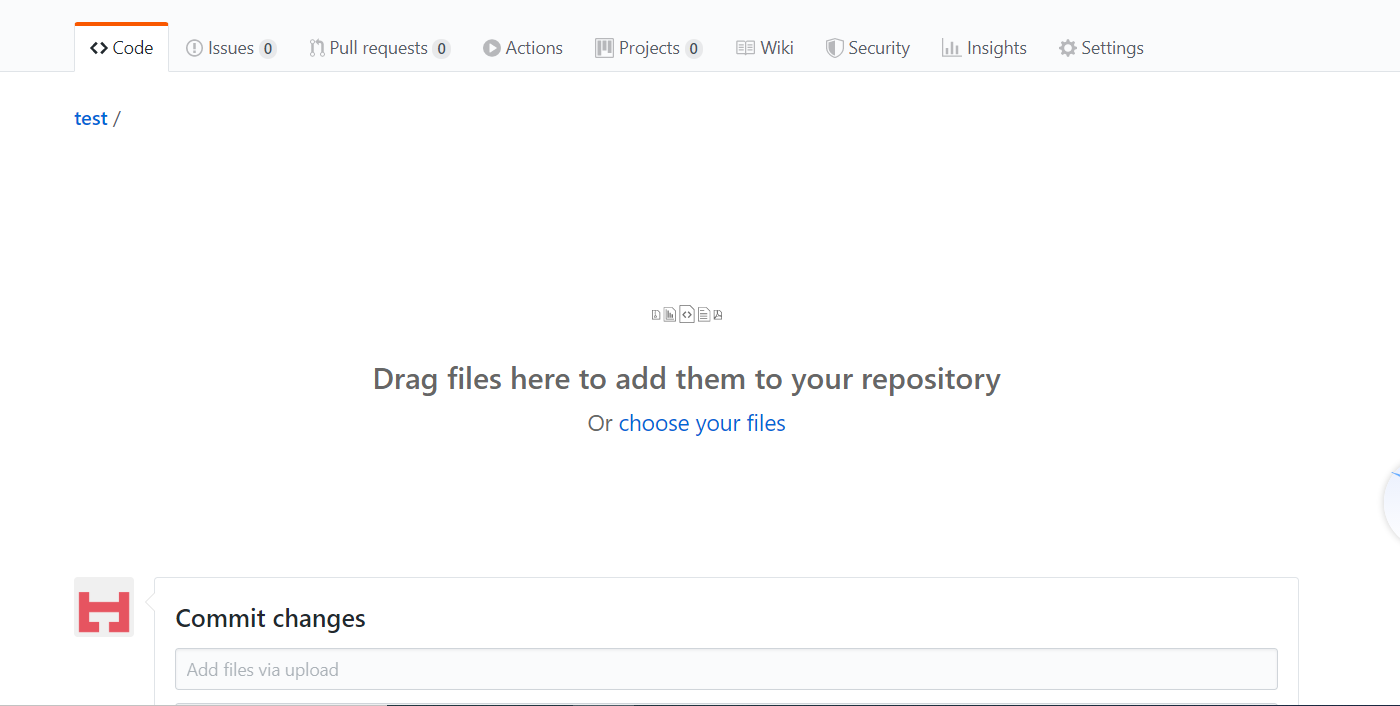 Code Issues 0 Pull requests 0 Actions Projects 0 Wiki Security Insights Settings
test /
Drag files here to add them to your repository
Or choose your files
Commit changes
Add files via upload